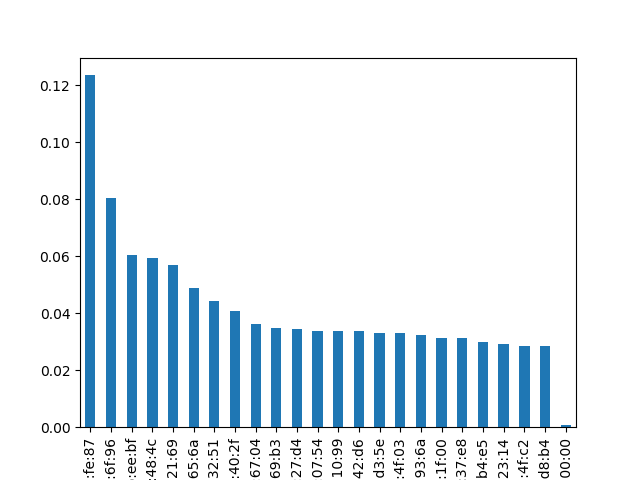 0.12
0.10
0.08
0.06
0.04
0.02
0.00
:fe:87
:6f:96
:ee:bf
:48:4c
21:69
65:6a
32:51
:40:2f
67:04
69:b3
27:d4
07:54
10:99
42:d6
d3:5e
:4f:03
93:6a
:1f:00
:37:e8
b4:e5
23:14
:4f:c2
d8:b4
00:00